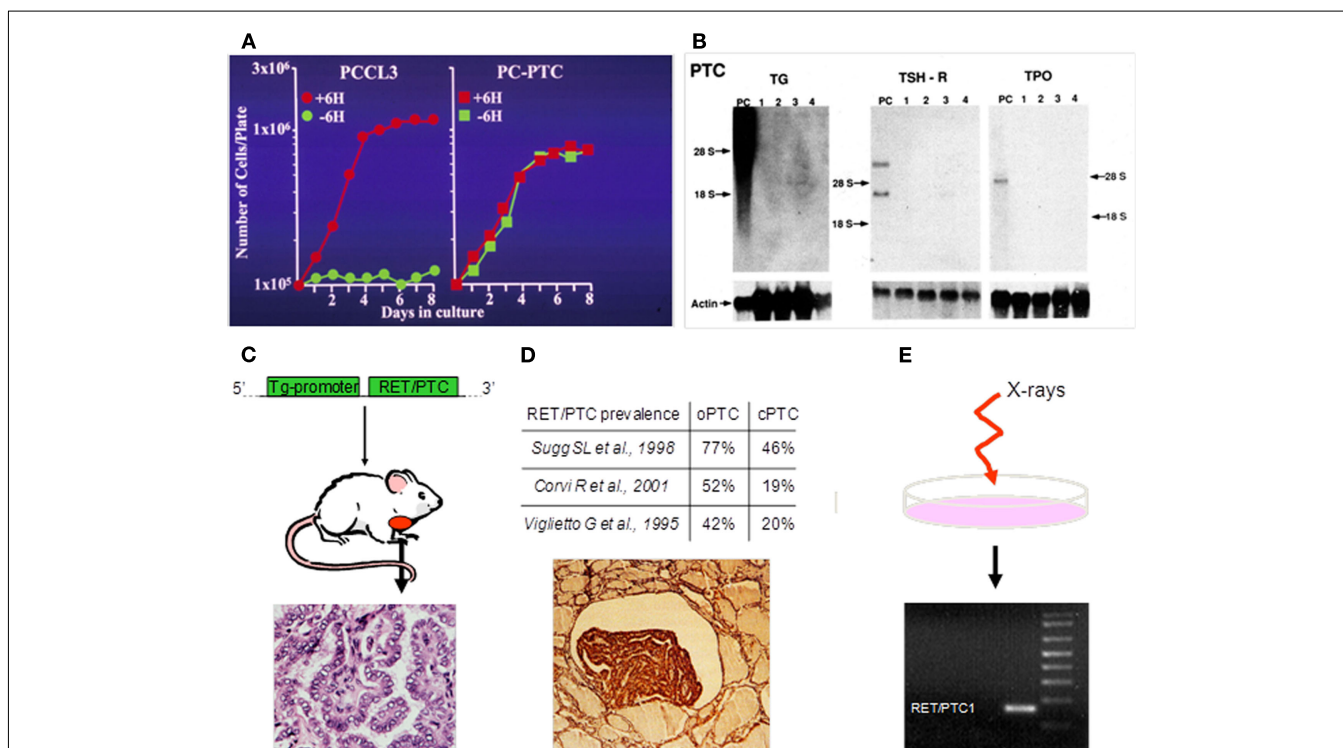 A
PCCL3
PC-PTC
+6H
-6H
+6H
-6H
3x10⁶
1x10⁶
1x10⁵
Number of Cells/Plate
2 4 6 8
2 4 6 8
Days in culture
B
PTC
TG
TSH - R
TPO
PC 1 2 3 4
PC 1 2 3 4
PC 1 2 3 4
28 S
18 S
28 S
18 S
28 S
18 S
Actin
C
5’ Tg-promoter RET/PTC 3’
D
RET/PTC prevalence oPTC cPTC
Sugg SL et al., 1998 77% 46%
Corvi R et al., 2001 52% 19%
Viglietto G et al., 1995 42% 20%
E
X-rays
RET/PTC1